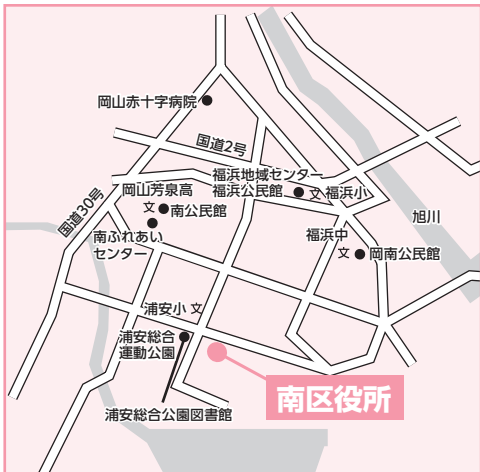 岡山赤十字病院
国道2号
福浜地域センター
福浜公民館
文 福浜小
岡山芳泉高
文
南公民館
国道30号
南ふれあい
センター
旭川
福浜中
文
岡南公民館
浦安小 文
浦安総合
運動公園
南区役所
浦安総合公園図書館